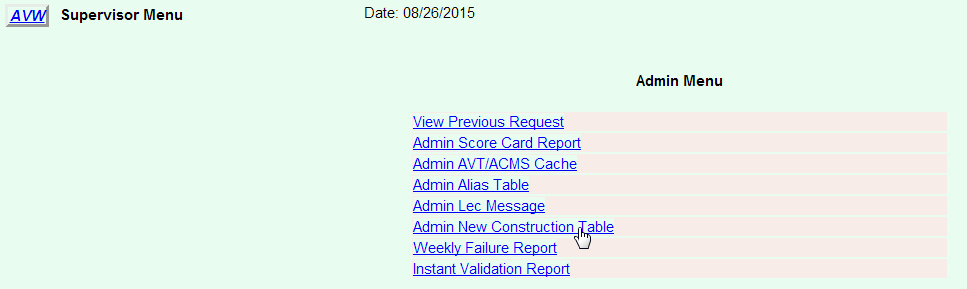 AVW Supervisor Menu Date: 08/26/2015
Admin Menu
View Previous Request
Admin Score Card Report
Admin AVT/ACMS Cache
Admin Alias Table
Admin Lec Message
Admin New Construction Table
Weekly Failure Report
Instant Validation Report